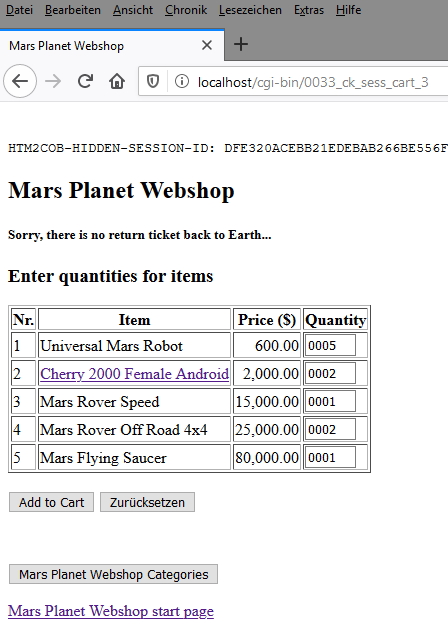 Datei Bearbeiten Ansicht Chronik Lesezeichen Extras Hilfe
Mars Planet Webshop
localhost/cgi-bin/0033_ck_sess_cart_3
HTM2COB-HIDDEN-SESSION-ID: DFE320ACEBB21EDEBAB266BE556F
Mars Planet Webshop
Sorry, there is no return ticket back to Earth...
Enter quantities for items
Nr. Item Price ($) Quantity
1 Universal Mars Robot 600.00 0005
2 Cherry 2000 Female Android 2,000.00 0002
3 Mars Rover Speed 15,000.00 0001
4 Mars Rover Off Road 4x4 25,000.00 0002
5 Mars Flying Saucer 80,000.00 0001
Add to Cart Zurücksetzen
Mars Planet Webshop Categories
Mars Planet Webshop start page